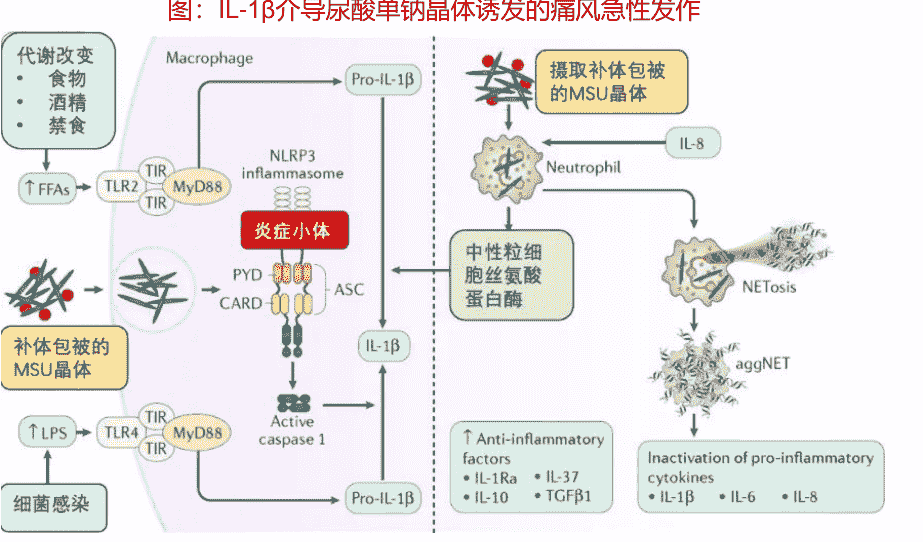 图：IL-1β介导尿酸单钠晶体诱发的痛风急性发作
代谢改变
• 食物
• 酒精
• 禁食
↑FFAs
TLR2
TIR
TIR
MyD88
Macrophage
Pro-IL-1β
NLRP3
inflammasome
炎症小体
PYD
CARD
ASC
补体包被的
MSU晶体
IL-1β
Active
caspase 1
↑LPS
TLR4
TIR
TIR
MyD88
Pro-IL-1β
细菌感染
摄取补体包被
的MSU晶体
IL-8
Neutrophil
中性粒细
胞丝氨酸
蛋白酶
NETosis
aggNET
↑ Anti-inflammatory
factors
• IL-1Ra • IL-37
• IL-10 • TGFβ1
Inactivation of pro-inflammatory
cytokines
• IL-1β • IL-6 • IL-8